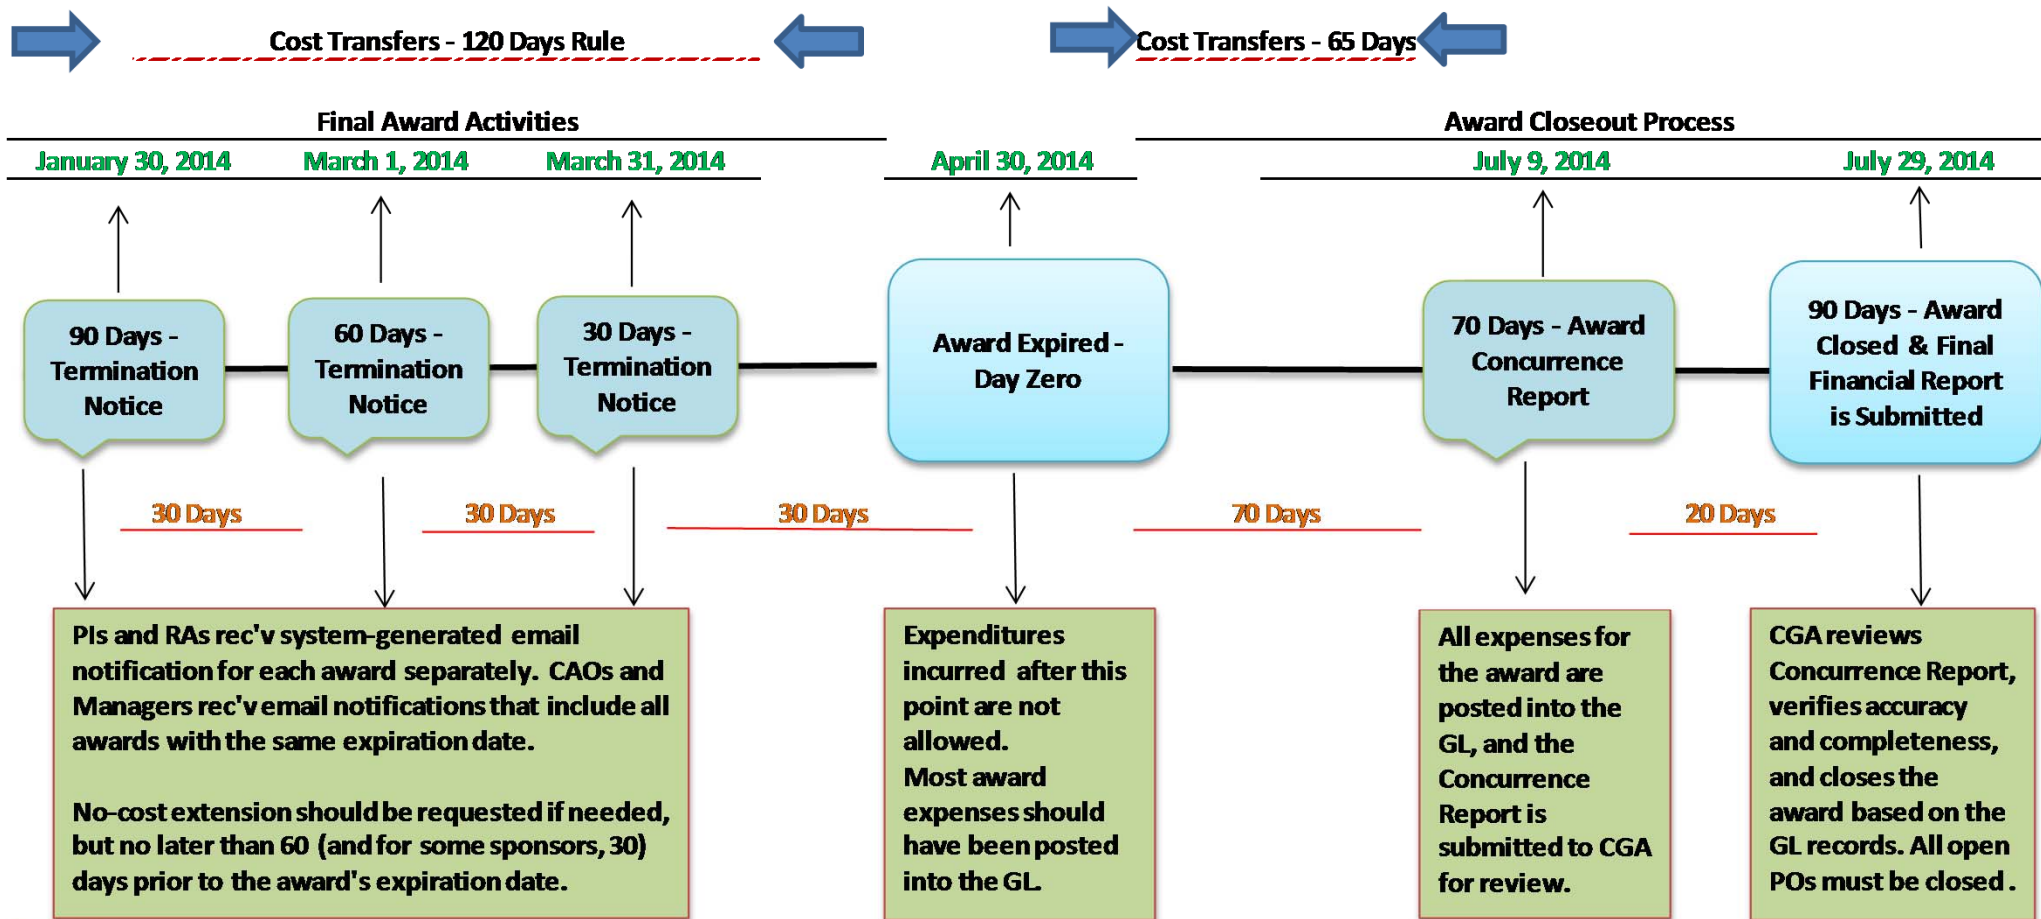 Cost Transfers - 120 Days Rule
Cost Transfers - 65 Days
Final Award Activities
Award Closeout Process
January 30, 2014
March 1, 2014
March 31, 2014
April 30, 2014
July 9, 2014
July 29, 2014
90 Days -
Termination
Notice
60 Days -
Termination
Notice
30 Days -
Termination
Notice
Award Expired -
Day Zero
70 Days - Award
Concurrence
Report
90 Days - Award
Closed & Final
Financial Report
is Submitted
30 Days
30 Days
30 Days
70 Days
20 Days
PIs and RAs rec'v system-generated email
notification for each award separately. CAOs and
Managers rec'v email notifications that include all
awards with the same expiration date.
No-cost extension should be requested if needed,
but no later than 60 (and for some sponsors, 30)
days prior to the award's expiration date.
Expenditures
incurred after this
point are not
allowed.
Most award
expenses should
have been posted
into the GL.
All expenses for
the award are
posted into the
GL, and the
Concurrence
Report is
submitted to CGA
for review.
CGA reviews
Concurrence Report,
verifies accuracy
and completeness,
and closes the
award based on the
GL records. All open
POs must be closed .